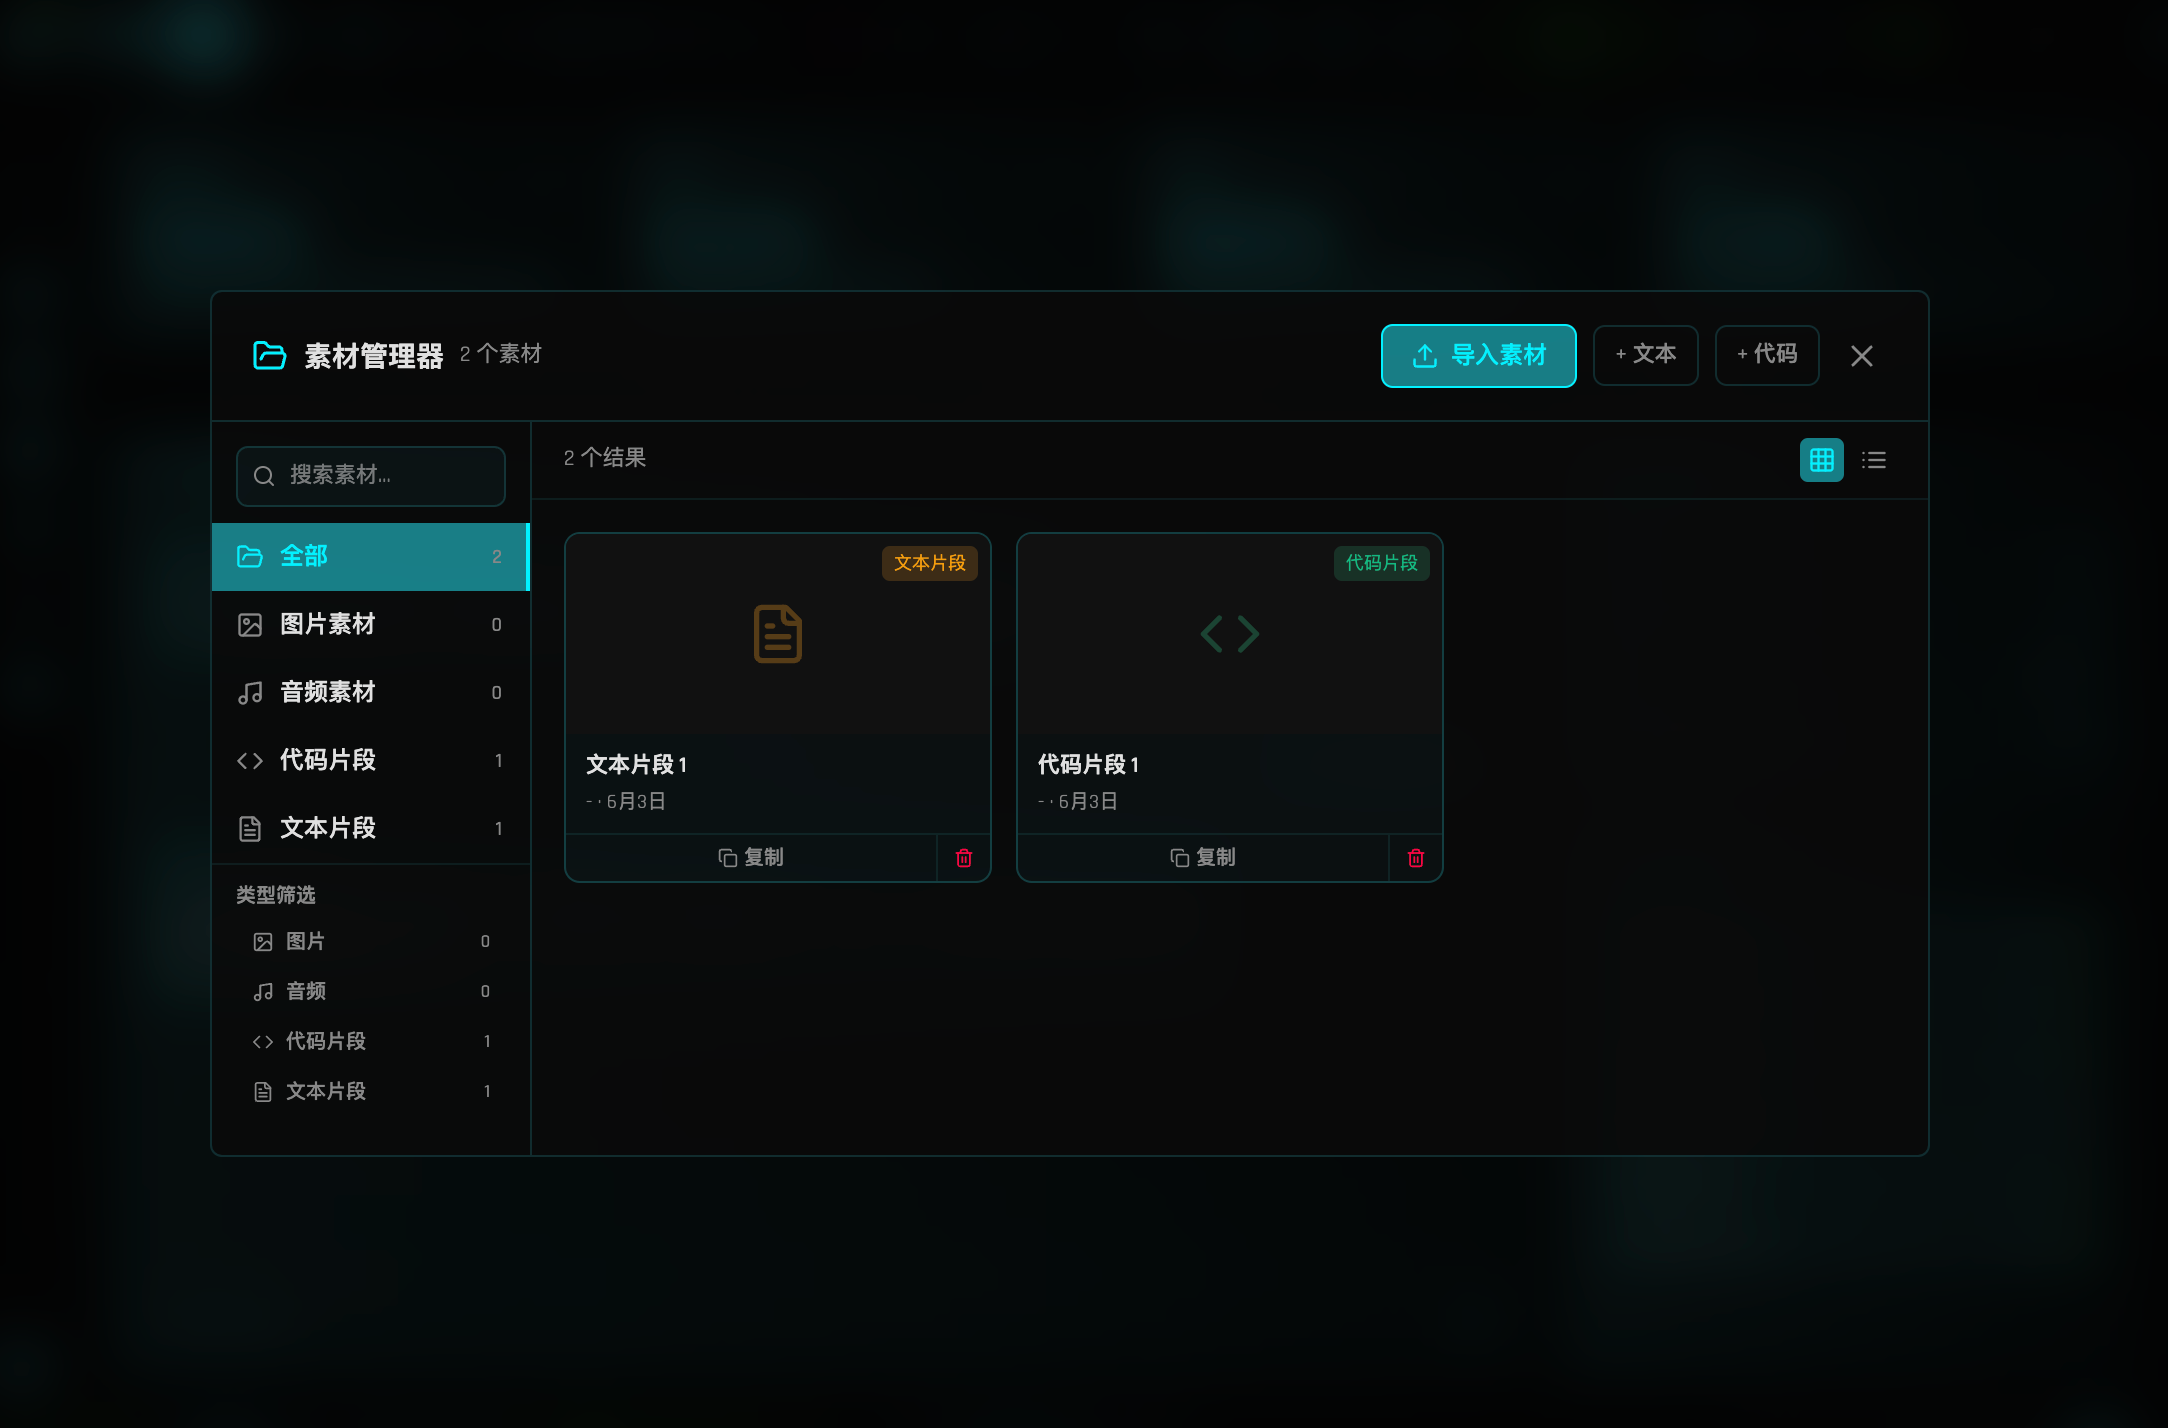 素材管理器 2 个素材
导入素材
+ 文本
+ 代码
搜索素材...
全部 2
图片素材 0
音频素材 0
代码片段 1
文本片段 1
类型筛选
图片 0
音频 0
代码片段 1
文本片段 1
2 个结果
文本片段
文本片段 1
- · 6月3日
复制
代码片段
代码片段 1
- · 6月3日
复制